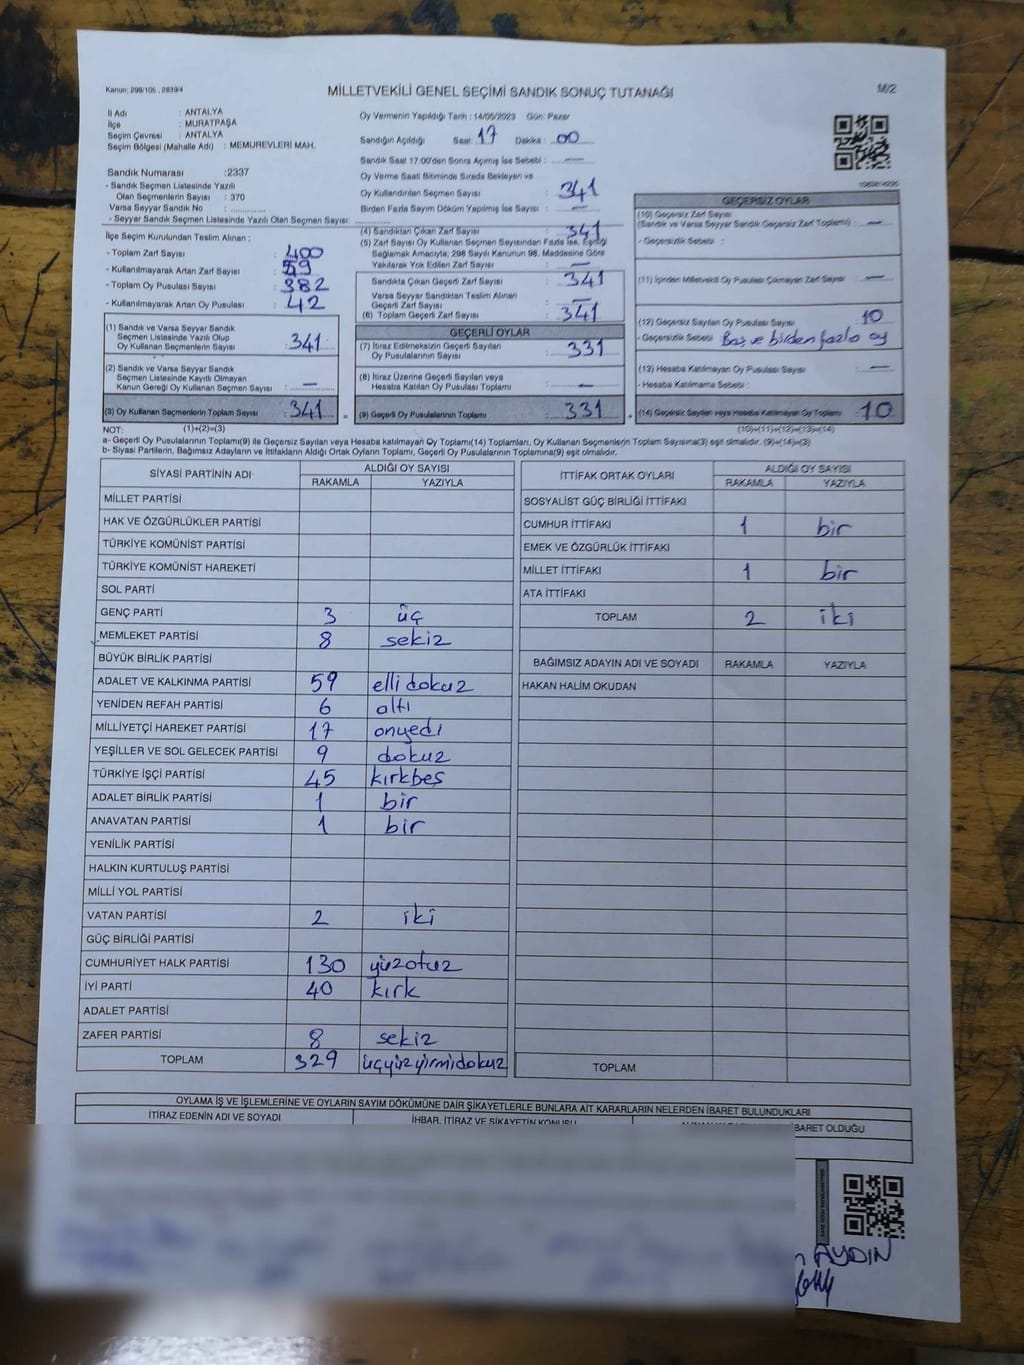 Kanun: 298/105 , 2839/4
MİLLETVEKİLİ GENEL SEÇİMİ SANDIK SONUÇ TUTANAĞI
M/2
İl Adı : ANTALYA
İlçe : MURATPAŞA
Seçim Çevresi : ANTALYA
Seçim Bölgesi (Mahalle Adı) : MEMUREVLERİ MAH.
Sandık Numarası :2337
- Sandık Seçmen Listesinde Yazılı
Olan Seçmenlerin Sayısı : 370
Varsa Seyyar Sandık No :
- Seyyar Sandık Seçmen Listesinde Yazılı Olan Seçmen Sayısı:
İlçe Seçim Kurulundan Teslim Alınan ;
- Toplam Zarf Sayısı : 400
- Kullanılmayarak Artan Zarf Sayısı : 59
- Toplam Oy Pusulası Sayısı : 382
- Kullanılmayarak Artan Oy Pusulası : 42
(1) Sandık ve Varsa Seyyar Sandık
Seçmen Listesinde Yazılı Olup
Oy Kullanan Seçmenlerin Sayısı : 341
(2) Sandık ve Varsa Seyyar Sandık
Seçmen Listesinde Kayıtlı Olmayan
Kanun Gereği Oy Kullanan Seçmen Sayısı : —
(3) Oy Kullanan Seçmenlerin Toplam Sayısı : 341 =
Oy Vermenin Yapıldığı Tarih : 14/05/2023 Gün: Pazar
Sandığın Açıldığı Saat: 17 Dakika : 00
Sandık Saat 17:00'den Sonra Açılmış İse Sebebi : —
Oy Verme Saati Bitiminde Sırada Bekleyen ve
Oy Kullandırılan Seçmen Sayısı : 341
Birden Fazla Sayım Döküm Yapılmış İse Sayısı : —
(4) Sandıktan Çıkan Zarf Sayısı : 341
(5) Zarf Sayısı Oy Kullanan Seçmen Sayısından Fazla İse, Eşitliği
Sağlamak Amacıyla; 298 Sayılı Kanunun 98. Maddesine Göre
Yakılarak Yok Edilen Zarf Sayısı : —
Sandıkta Çıkan Geçerli Zarf Sayısı : 341
Varsa Seyyar Sandıktan Teslim Alınan
Geçerli Zarf Sayısı : —
(6) Toplam Geçerli Zarf Sayısı : 341
GEÇERLİ OYLAR
(7) İtiraz Edilmeksizin Geçerli Sayılan
Oy Pusulalarının Sayısı : 331
(8) İtiraz Üzerine Geçerli Sayılan veya
Hesaba Katılan Oy Pusulası Toplamı : —
(9) Geçerli Oy Pusulalarının Toplamı : 331 +
GEÇERSİZ OYLAR
(10) Geçersiz Zarf Sayısı
(Sandık ve Varsa Seyyar Sandık Geçersiz Zarf Toplamı) : —
- Geçersizlik Sebebi :
(11) İçinden Milletvekili Oy Pusulası Çıkmayan Zarf Sayısı : —
(12) Geçersiz Sayılan Oy Pusulası Sayısı : 10
- Geçersizlik Sebebi : Boş ve birden fazla oy
(13) Hesaba Katılmayan Oy Pusulası Sayısı : —
- Hesaba Katılmama Sebebi :
(14) Geçersiz Sayılan veya Hesaba Katılmayan Oy Toplamı : 10
NOT: (1)+(2)=(3) (10)+(11)+(12)+(13)=(14)
a- Geçerli Oy Pusulalarının Toplamı(9) ile Geçersiz Sayılan veya Hesaba katılmayan Oy Toplamı(14) Toplamları, Oy Kullanan Seçmenlerin Toplam Sayısına(3) eşit olmalıdır. (9)+(14)=(3)
b- Siyasi Partilerin, Bağımsız Adayların ve İttifakların Aldığı Ortak Oyların Toplamı, Geçerli Oy Pusulalarının Toplamına(9) eşit olmalıdır.
SİYASİ PARTİNİN ADI ALDIĞI OY SAYISI
RAKAMLA YAZIYLA
MİLLET PARTİSİ
HAK VE ÖZGÜRLÜKLER PARTİSİ
TÜRKİYE KOMÜNİST PARTİSİ
TÜRKİYE KOMÜNİST HAREKETİ
SOL PARTİ
GENÇ PARTİ 3 üç
MEMLEKET PARTİSİ 8 sekiz
BÜYÜK BİRLİK PARTİSİ
ADALET VE KALKINMA PARTİSİ 59 elli dokuz
YENİDEN REFAH PARTİSİ 6 altı
MİLLİYETÇİ HAREKET PARTİSİ 17 onyedi
YEŞİLLER VE SOL GELECEK PARTİSİ 9 dokuz
TÜRKİYE İŞÇİ PARTİSİ 45 kırkbeş
ADALET BİRLİK PARTİSİ 1 bir
ANAVATAN PARTİSİ 1 bir
YENİLİK PARTİSİ
HALKIN KURTULUŞ PARTİSİ
MİLLİ YOL PARTİSİ
VATAN PARTİSİ 2 iki
GÜÇ BİRLİĞİ PARTİSİ
CUMHURİYET HALK PARTİSİ 130 yüzotuz
İYİ PARTİ 40 kırk
ADALET PARTİSİ
ZAFER PARTİSİ 8 sekiz
TOPLAM 329 üçyüzyirmidokuz
İTTİFAK ORTAK OYLARI ALDIĞI OY SAYISI
RAKAMLA YAZIYLA
SOSYALİST GÜÇ BİRLİĞİ İTTİFAKI
CUMHUR İTTİFAKI 1 bir
EMEK VE ÖZGÜRLÜK İTTİFAKI
MİLLET İTTİFAKI 1 bir
ATA İTTİFAKI
TOPLAM 2 iki
BAĞIMSIZ ADAYIN ADI VE SOYADI RAKAMLA YAZIYLA
HAKAN HALİM OKUDAN
TOPLAM
OYLAMA İŞ VE İŞLEMLERİNE VE OYLARIN SAYIM DÖKÜMÜNE DAİR ŞİKAYETLERLE BUNLARA AİT KARARLARIN NELERDEN İBARET BULUNDUKLARI
İTİRAZ EDENİN ADI VE SOYADI İHBAR, İTİRAZ VE ŞİKAYETİN KONUSU İBARET OLDUĞU
AYDIN